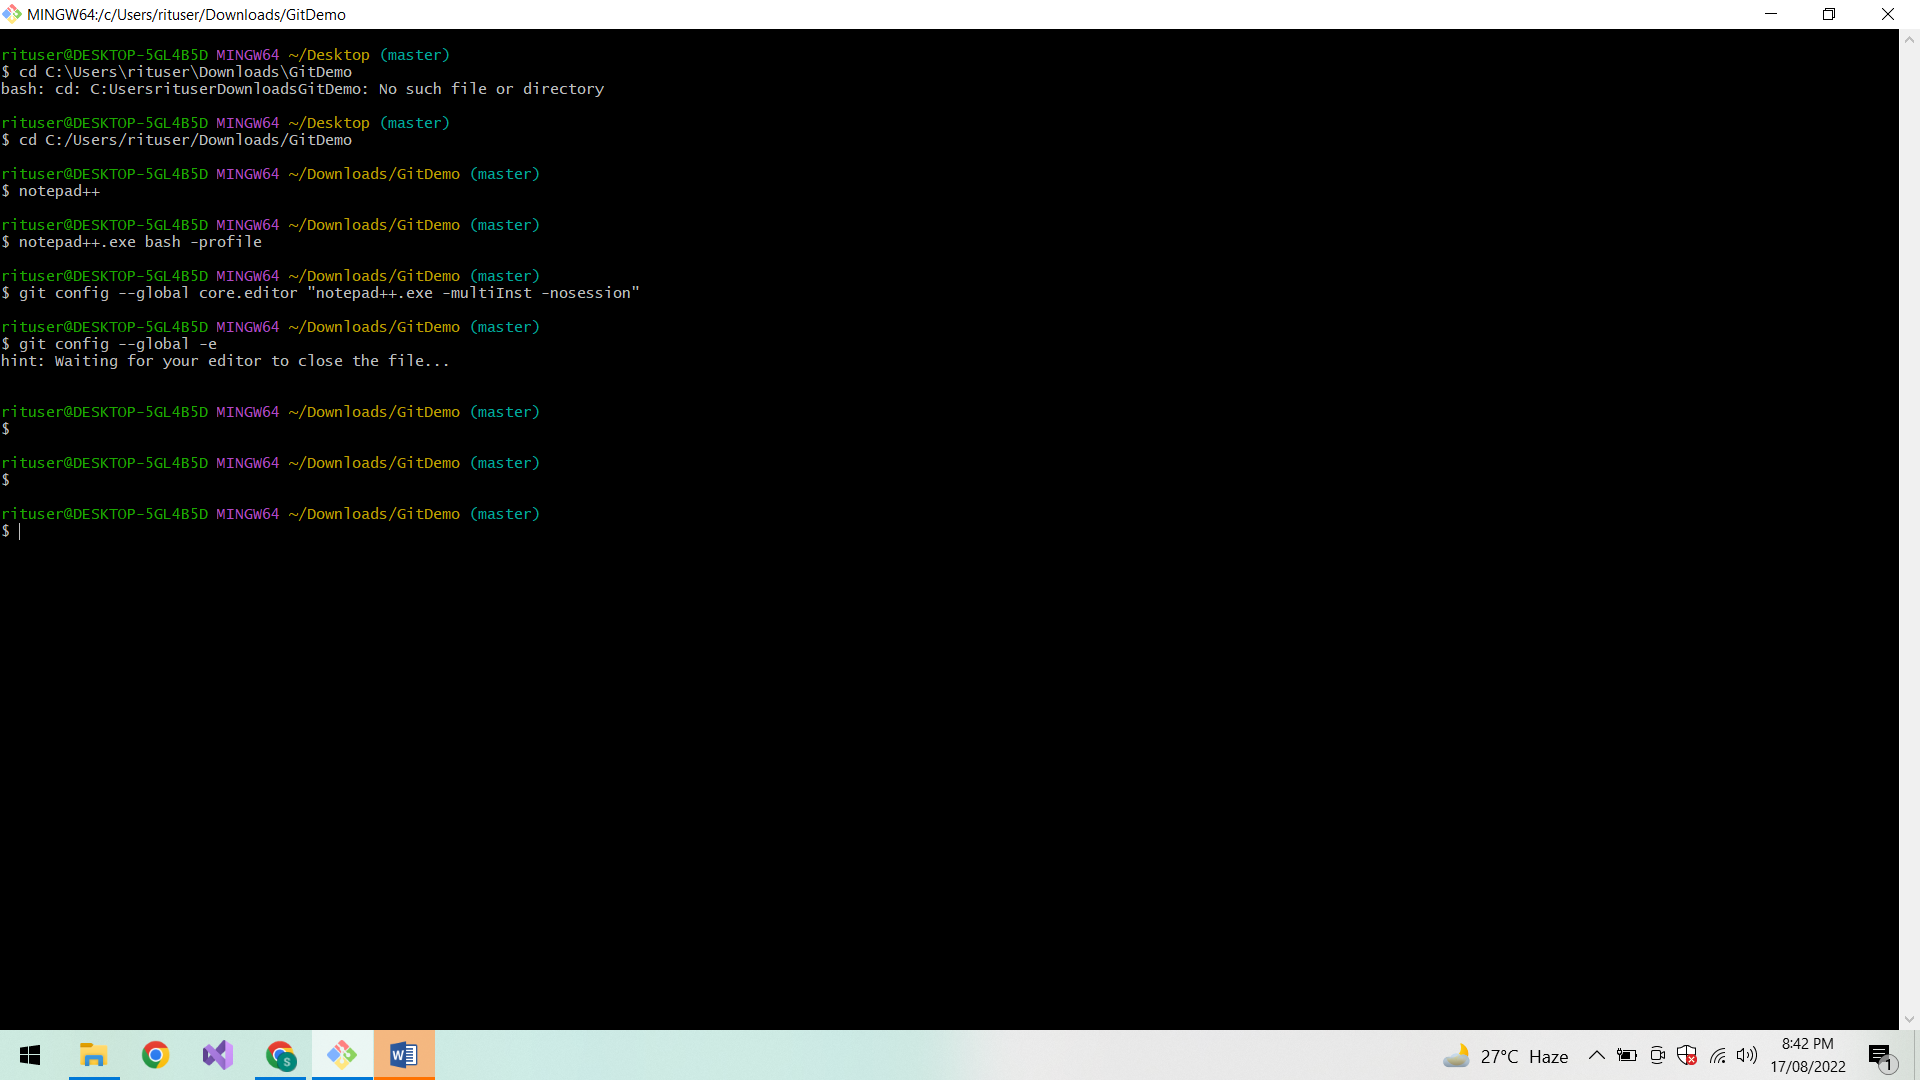 MINGW64:/c/Users/rituser/Downloads/GitDemo
rituser@DESKTOP-5GL4B5D MINGW64 ~/Desktop (master)
$ cd C:\Users\rituser\Downloads\GitDemo
bash: cd: C:UsersrituserDownloadsGitDemo: No such file or directory
rituser@DESKTOP-5GL4B5D MINGW64 ~/Desktop (master)
$ cd C:/Users/rituser/Downloads/GitDemo
rituser@DESKTOP-5GL4B5D MINGW64 ~/Downloads/GitDemo (master)
$ notepad++
rituser@DESKTOP-5GL4B5D MINGW64 ~/Downloads/GitDemo (master)
$ notepad++.exe bash -profile
rituser@DESKTOP-5GL4B5D MINGW64 ~/Downloads/GitDemo (master)
$ git config --global core.editor "notepad++.exe -multiInst -nosession"
rituser@DESKTOP-5GL4B5D MINGW64 ~/Downloads/GitDemo (master)
$ git config --global -e
hint: Waiting for your editor to close the file...
rituser@DESKTOP-5GL4B5D MINGW64 ~/Downloads/GitDemo (master)
$
rituser@DESKTOP-5GL4B5D MINGW64 ~/Downloads/GitDemo (master)
$
rituser@DESKTOP-5GL4B5D MINGW64 ~/Downloads/GitDemo (master)
$
S
W
27°C Haze
8:42 PM
17/08/2022
1